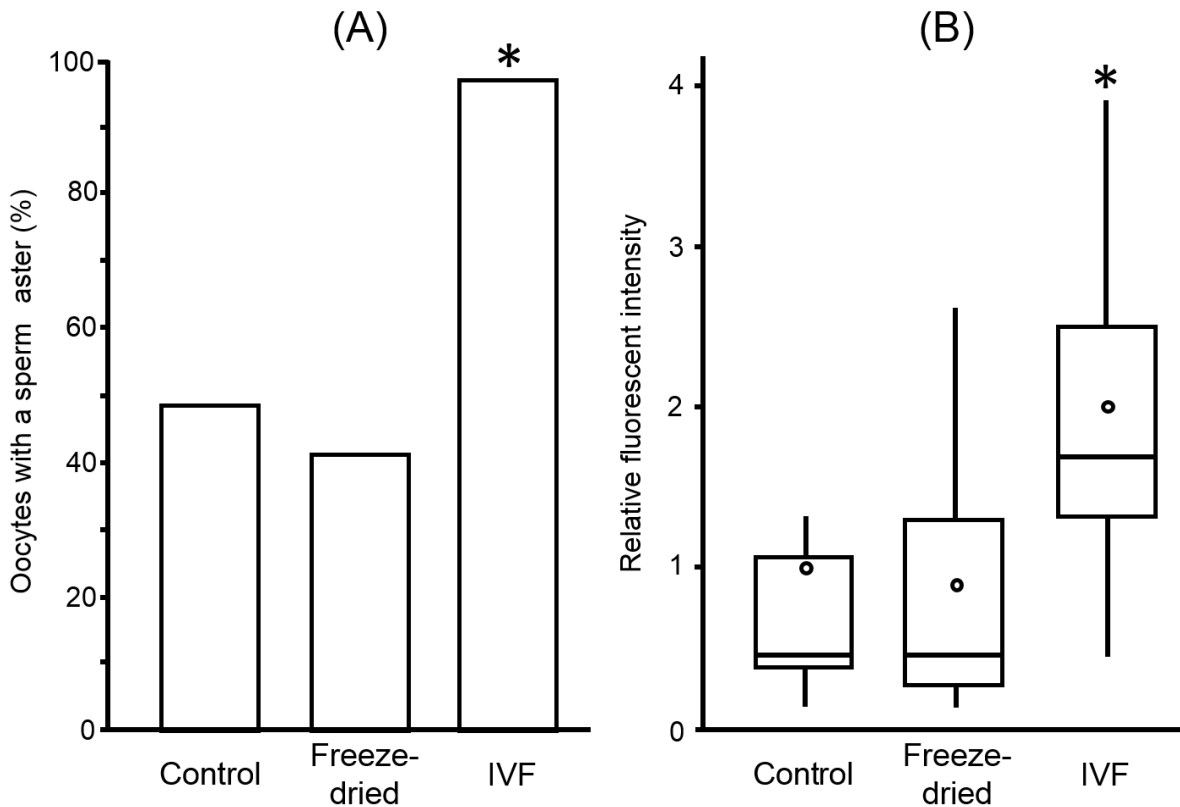 (A)
*
Oocytes with a sperm aster (%)
100
80
60
40
20
0
Control
Freeze-
dried
IVF
(B)
*
Relative fluorescent intensity
4
3
2
1
0
Control
Freeze-
dried
IVF